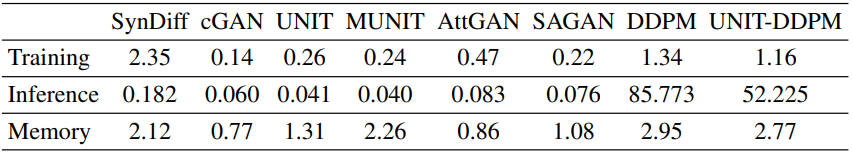 SynDiff cGAN UNIT MUNIT AttGAN SAGAN DDPM UNIT-DDPM
Training 2.35 0.14 0.26 0.24 0.47 0.22 1.34 1.16
Inference 0.182 0.060 0.041 0.040 0.083 0.076 85.773 52.225
Memory 2.12 0.77 1.31 2.26 0.86 1.08 2.95 2.77